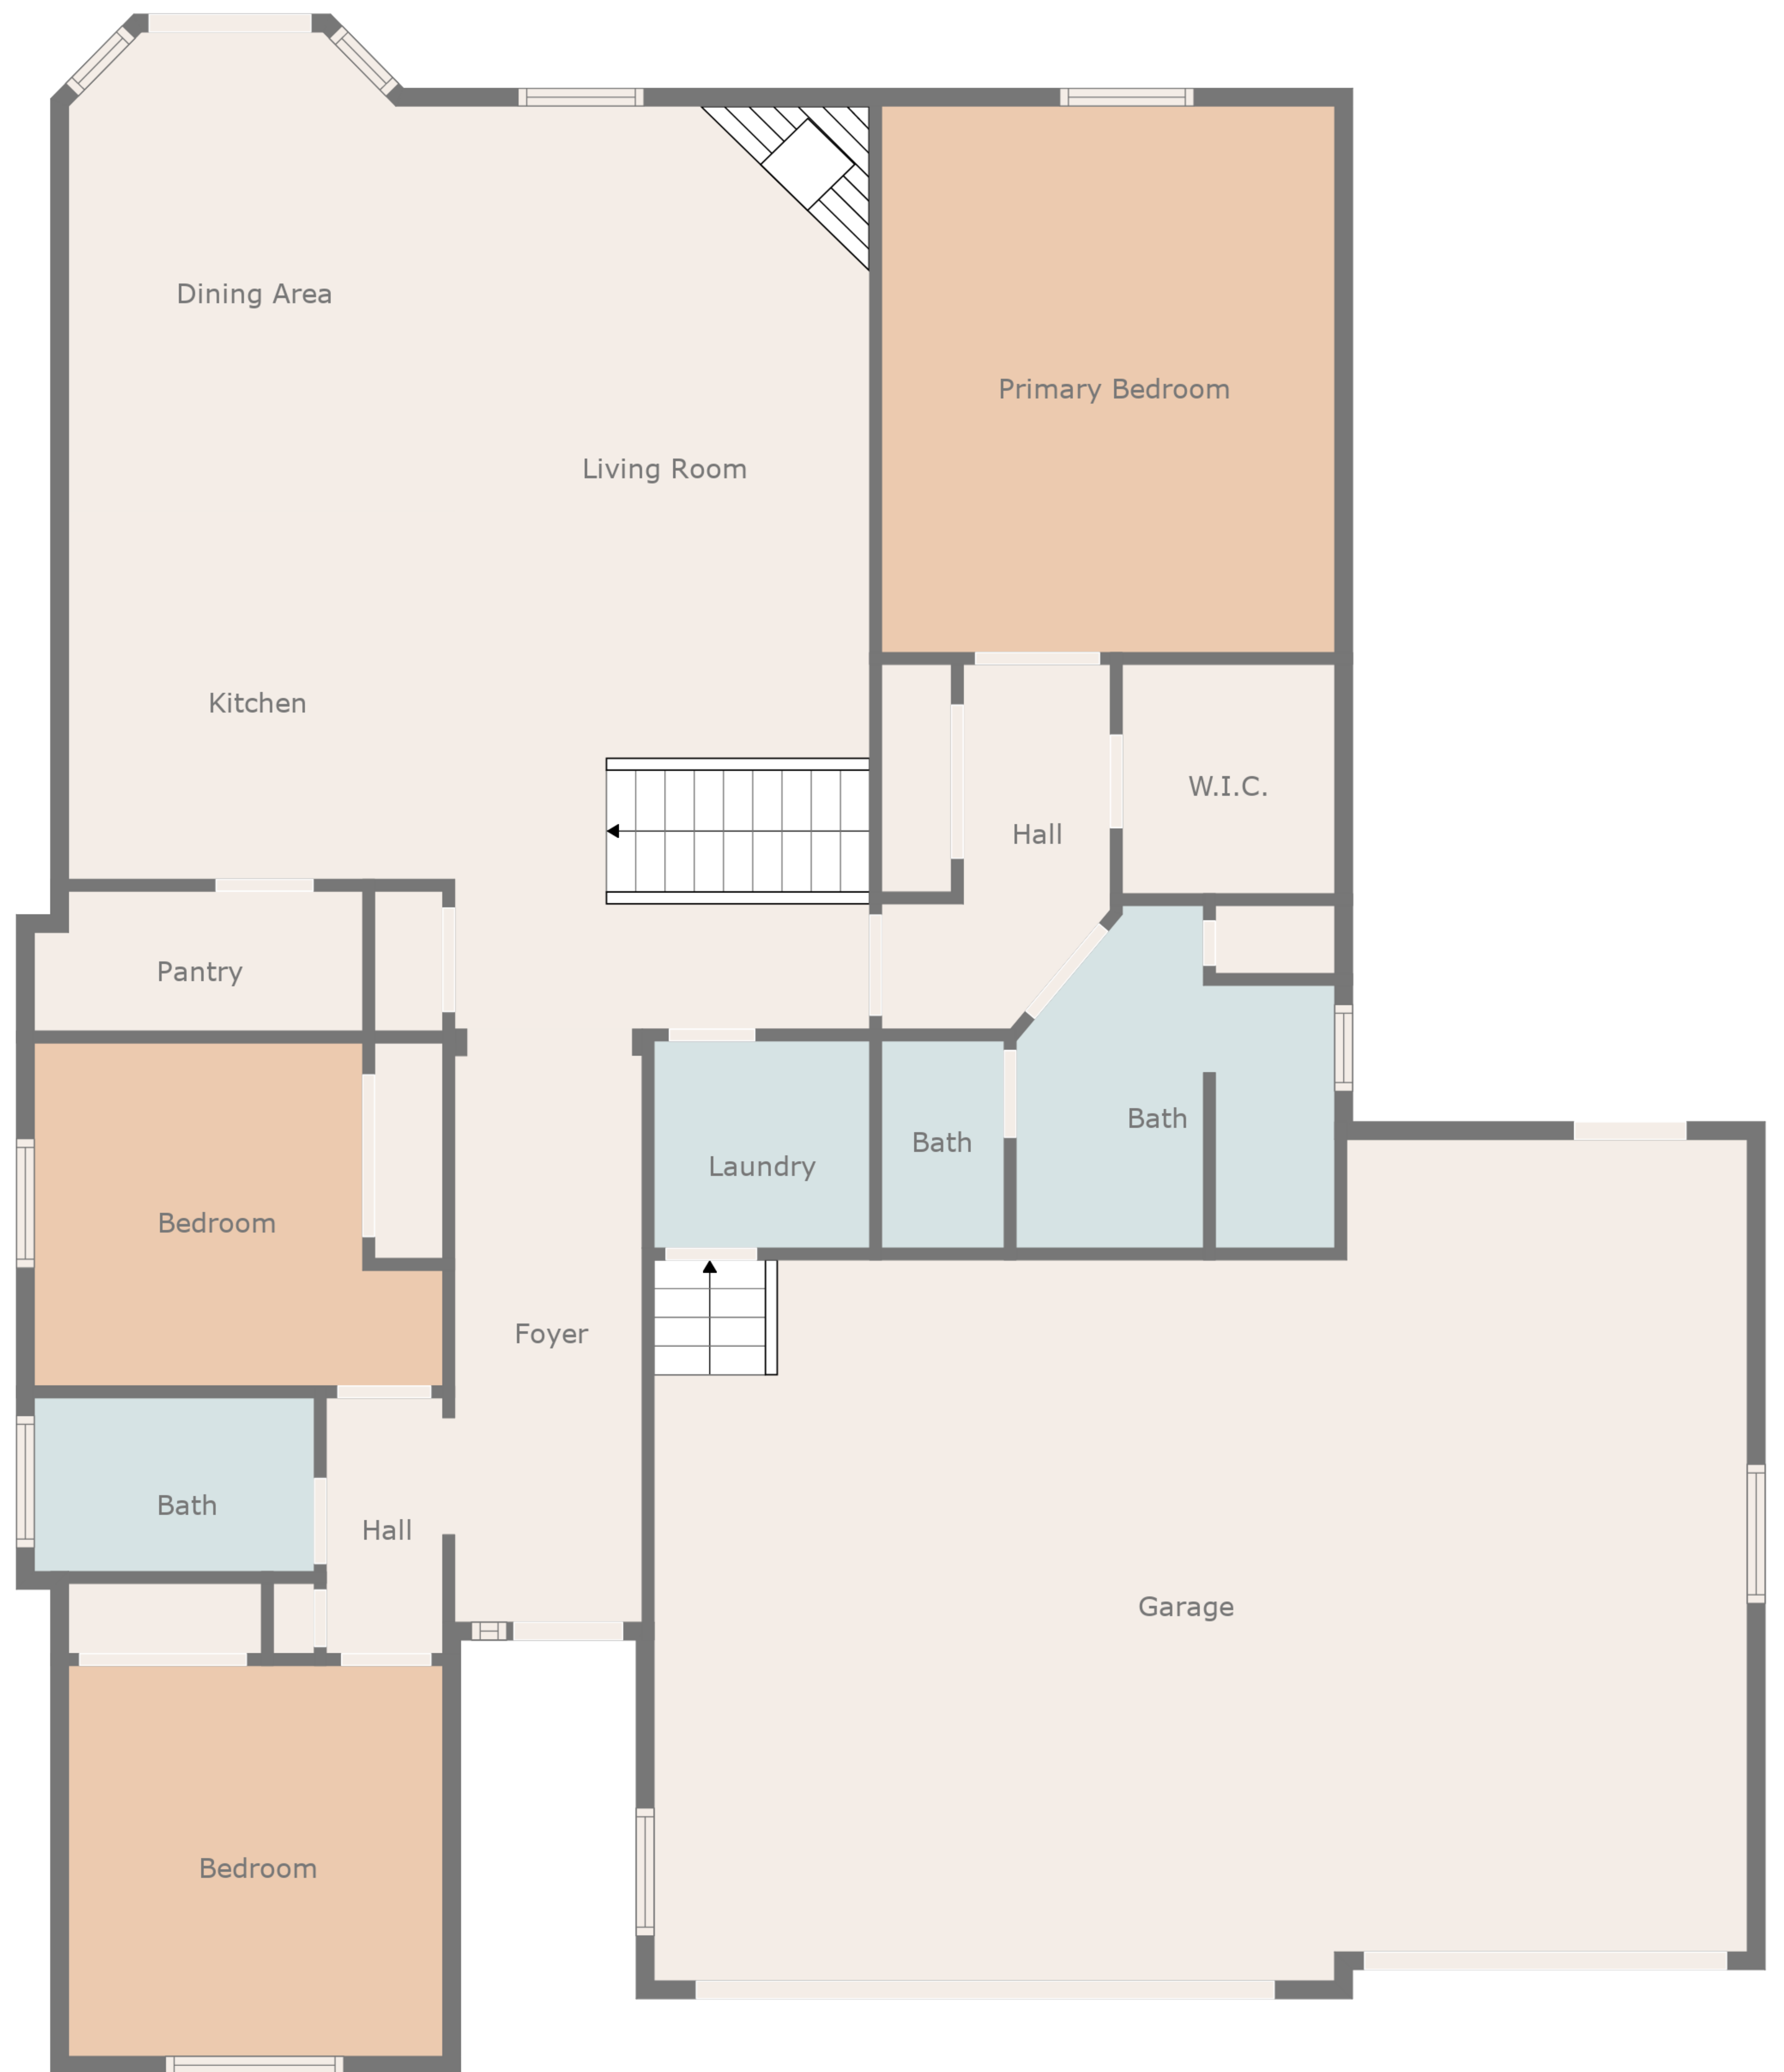 Dining Area
Primary Bedroom
Living Room
Kitchen
W.I.C.
Hall
Pantry
Bath
Bath
Laundry
Bedroom
Foyer
Bath
Hall
Garage
Bedroom